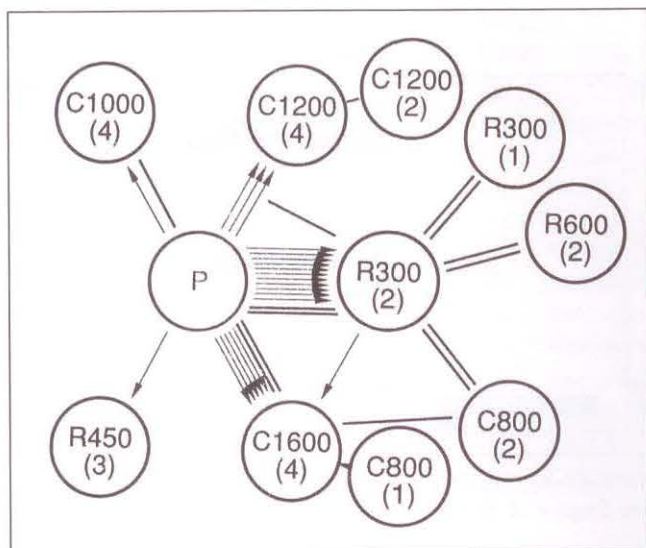 C1000
(4)
C1200
(4)
C1200
(2)
R300
(1)
R600
(2)
P
R300
(2)
R450
(3)
C1600
(4)
C800
(1)
C800
(2)